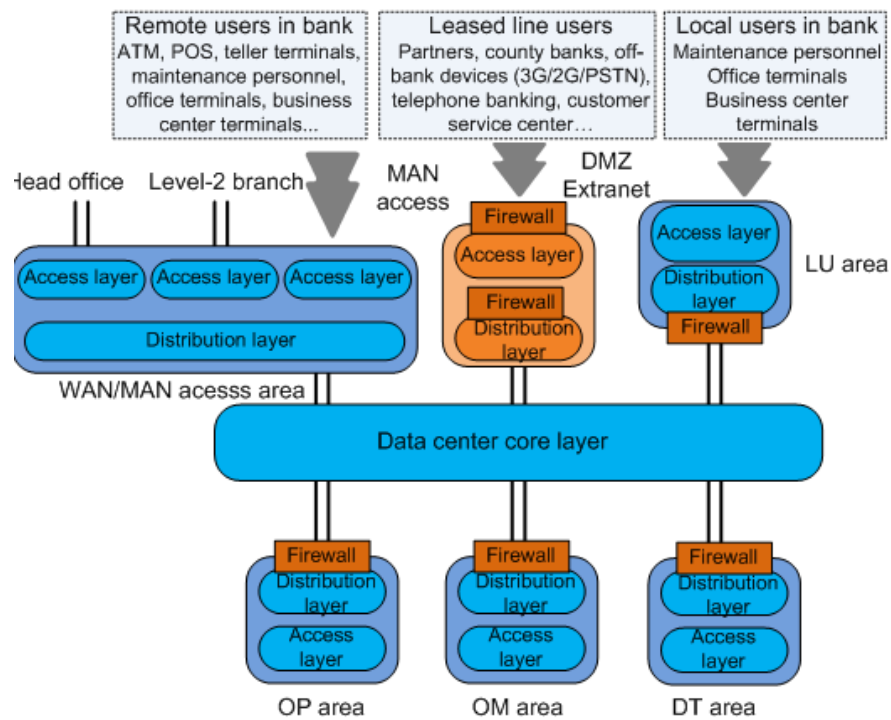 Remote users in bank
ATM, POS, teller terminals,
maintenance personnel,
office terminals, business
center terminals...
Leased line users
Partners, county banks, off-
bank devices (3G/2G/PSTN),
telephone banking, customer
service center…
Local users in bank
Maintenance personnel
Office terminals
Business center
terminals
Head office
Level-2 branch
MAN
access
DMZ
Extranet
Access layer
Access layer
Access layer
Distribution layer
WAN/MAN acesss area
Firewall
Access layer
Firewall
Distribution
layer
Access layer
Distribution
layer
Firewall
LU area
Data center core layer
Firewall
Distribution
layer
Access
layer
OP area
Firewall
Distribution
layer
Access
layer
OM area
Firewall
Distribution
layer
Access
layer
DT area